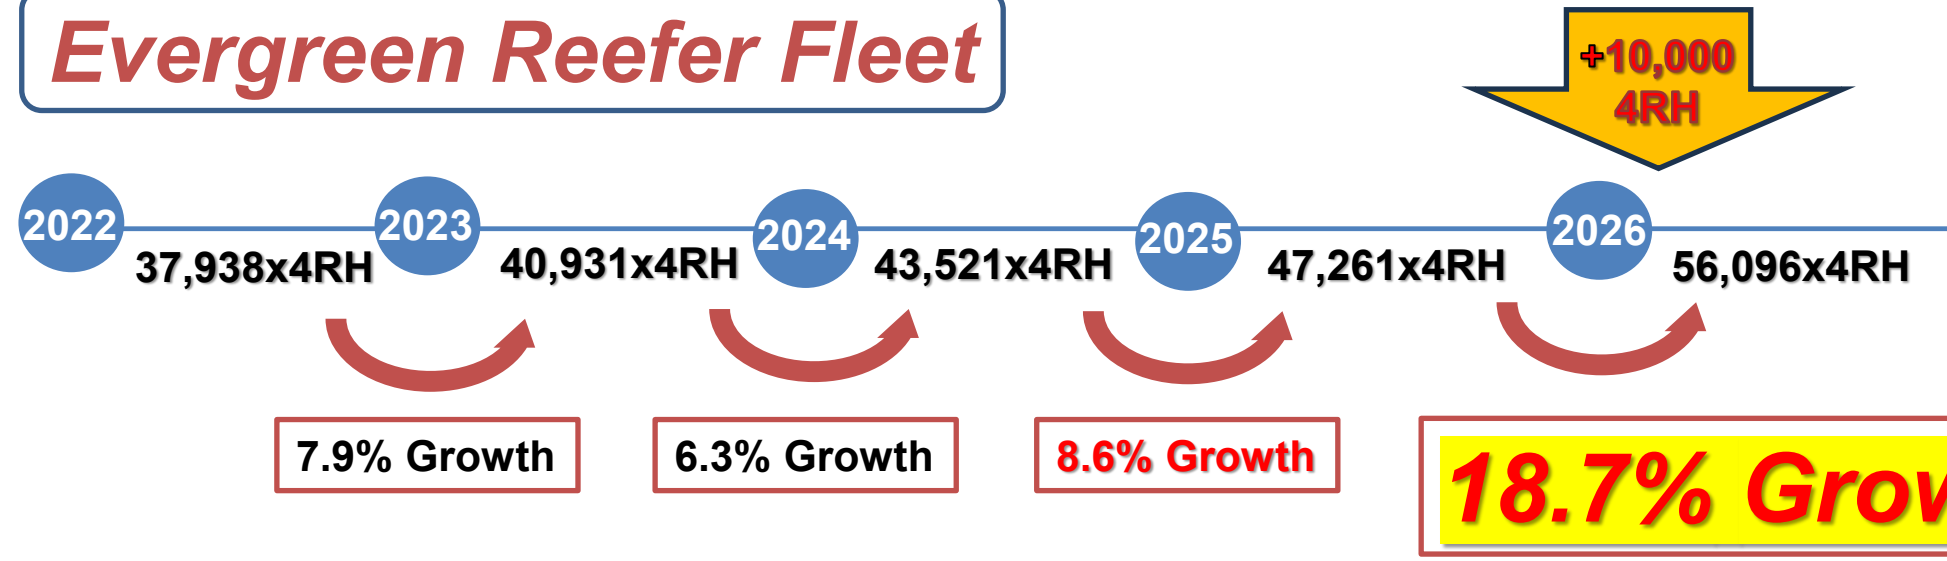 Evergreen Reefer Fleet
+10,000
4RH
2022
2023
2024
2025
2026
37,938x4RH
40,931x4RH
43,521x4RH
47,261x4RH
56,096x4RH
7.9% Growth
6.3% Growth
8.6% Growth
18.7%